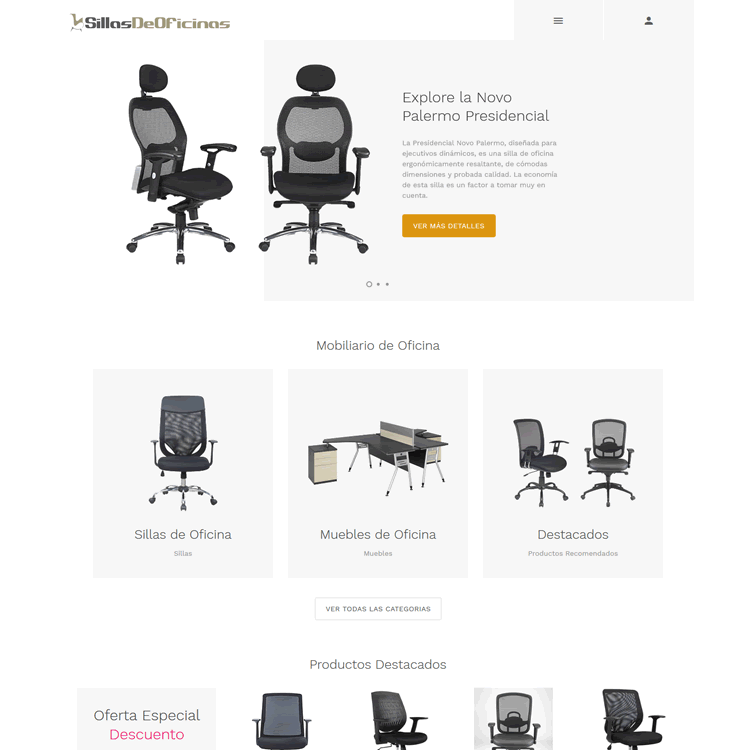 SillasDeOficinas
Explore la Novo
Palermo Presidencial
La Presidencial Novo Palermo, diseñada para
ejecutivos dinámicos, es una silla de oficina
ergonómicamente resaltante, de cómodas
dimensiones y probada calidad. La economía
de esta silla es un factor a tomar muy en
cuenta.
VER MÁS DETALLES
Mobiliario de Oficina
Sillas de Oficina
Sillas
Muebles de Oficina
Muebles
Destacados
Productos Recomendados
VER TODAS LAS CATEGORIAS
Productos Destacados
Oferta Especial
Descuento